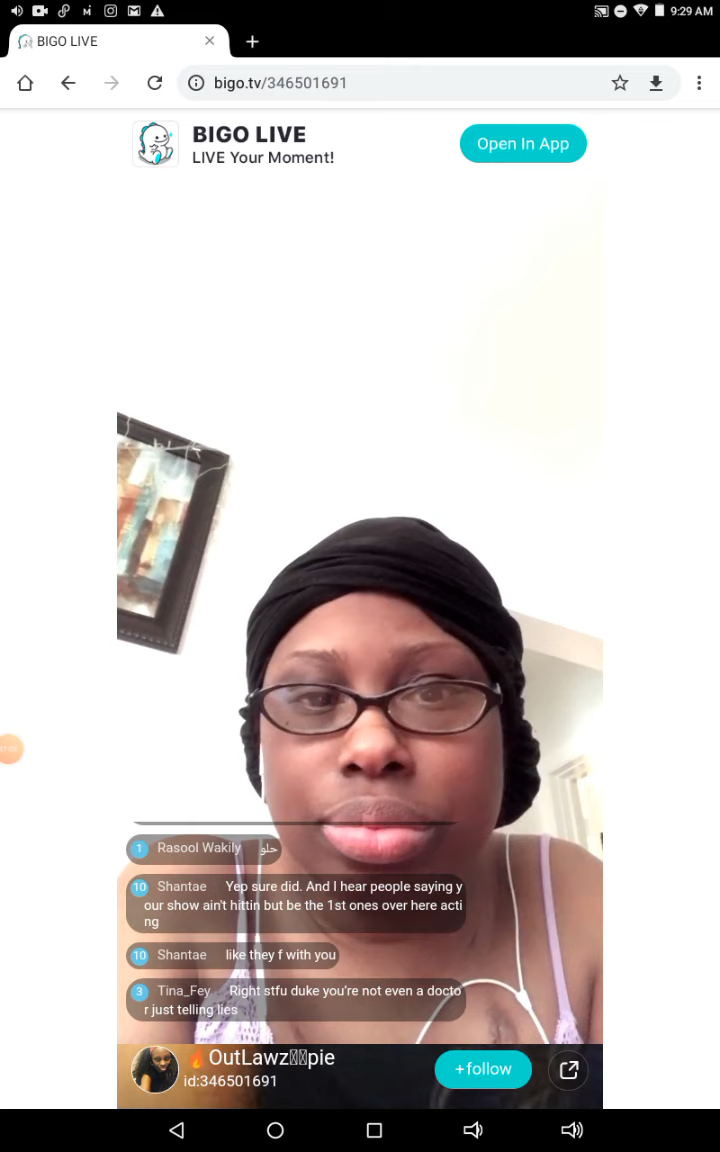 9:29 AM
BIGO LIVE
bigo.tv/346501691
BIGO LIVE
LIVE Your Moment!
Open In App
1 Rasool Wakily حلو
10 Shantae Yep sure did. And I hear people saying y
our show ain't hittin but be the 1st ones over here acti
ng
10 Shantae like they f with you
3 Tina_Fey Right stfu duke you're not even a docto
r just telling lies
🔥OutLawz▯▯pie
id:346501691
+follow